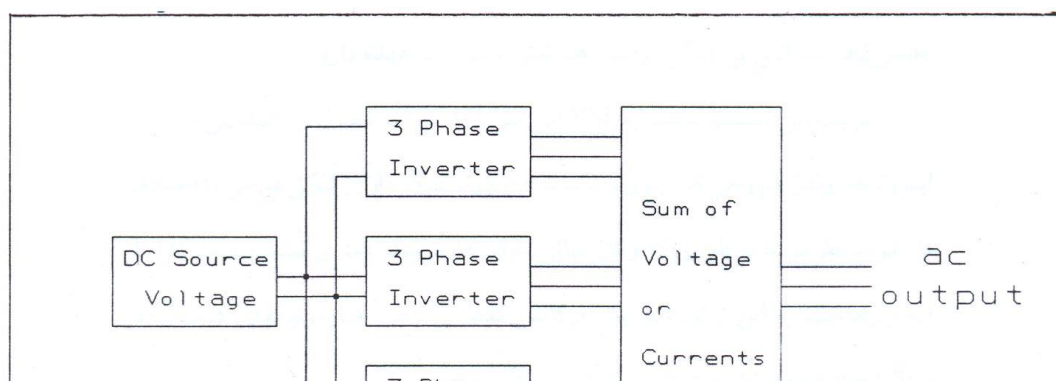 3 Phase
Inverter
DC Source
Voltage
3 Phase
Inverter
Sum of
Voltage
or
Currents
ac
output